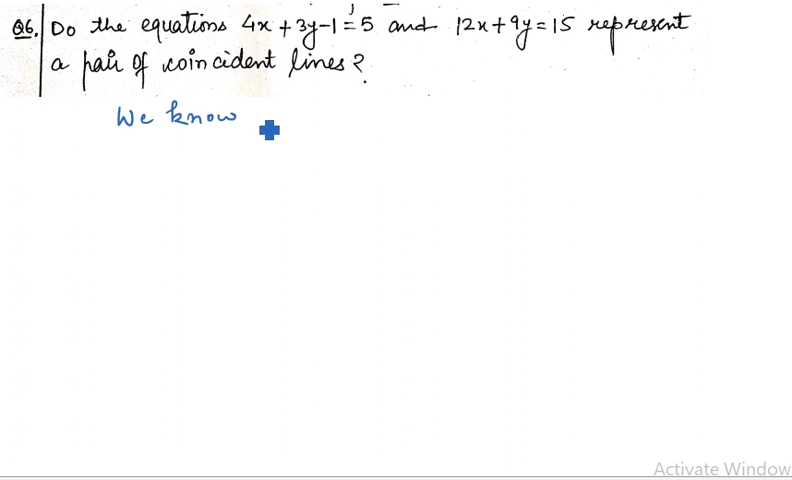 Q6. Do the equations 4x + 3y - 1 = 5 and 12x + 9y = 15 represent
a pair of coincident lines?
We know
Activate Window